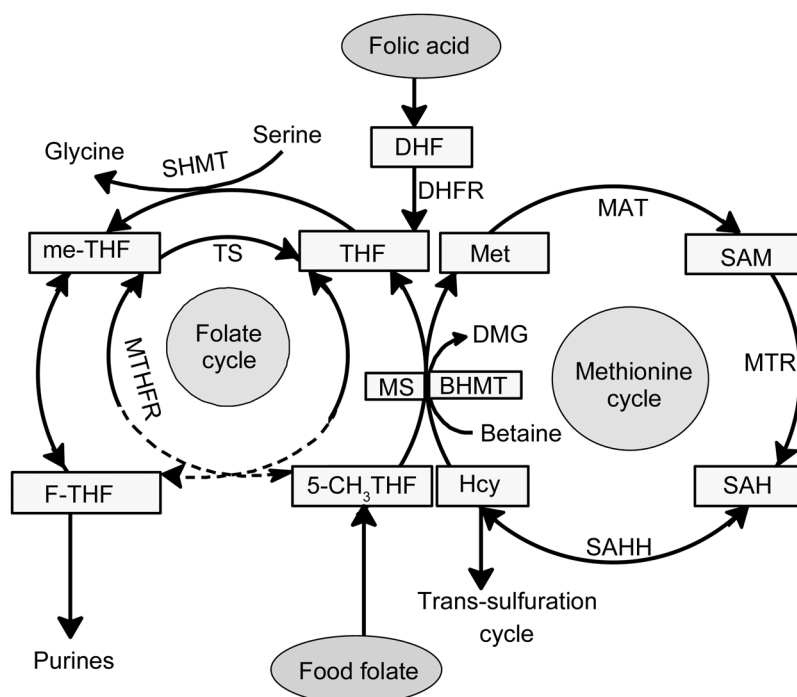 Folic acid
DHF
DHFR
Serine
SHMT
Glycine
me-THF
TS
THF
Met
MAT
SAM
Folate
cycle
MTHFR
DMG
MS
BHMT
Betaine
Methionine
cycle
MTR
F-THF
5-CH₃THF
Hcy
SAH
SAHH
Trans-sulfuration
cycle
Purines
Food folate